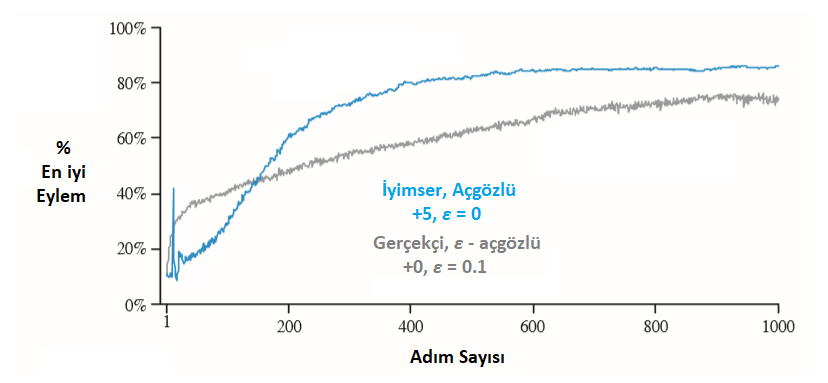 100%
80%
60%
40%
20%
0%
%
En iyi
Eylem
İyimser, Açgözlü
+5, ε = 0
Gerçekçi, ε - açgözlü
+0, ε = 0.1
1
200
400
600
800
1000
Adım Sayısı